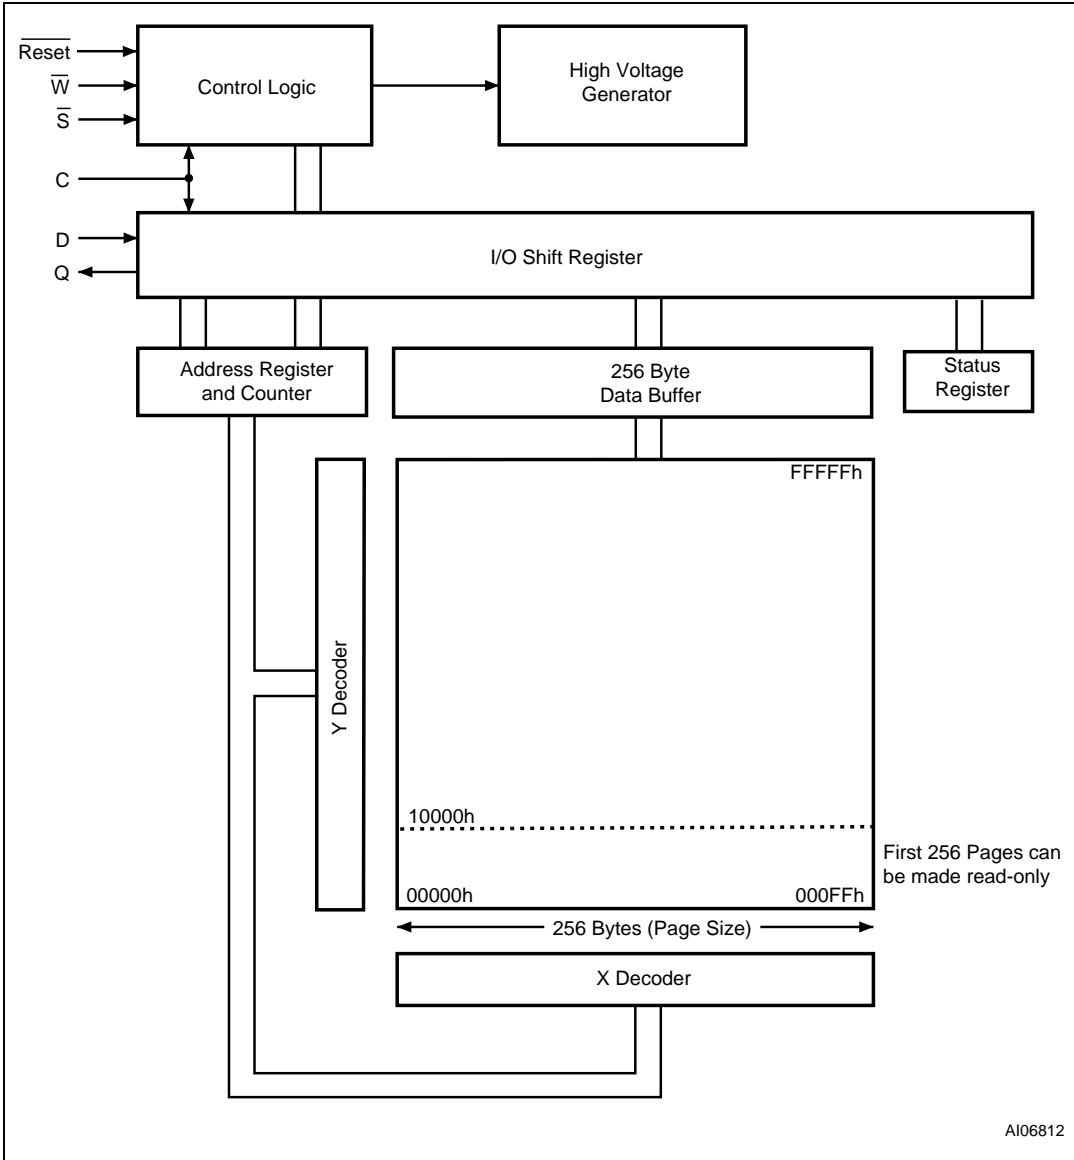 Reset
W
S
C
D
Q
Control Logic
High Voltage
Generator
I/O Shift Register
Address Register
and Counter
256 Byte
Data Buffer
Status
Register
Y Decoder
FFFFFh
10000h
00000h
000FFh
First 256 Pages can
be made read-only
256 Bytes (Page Size)
X Decoder
AI06812